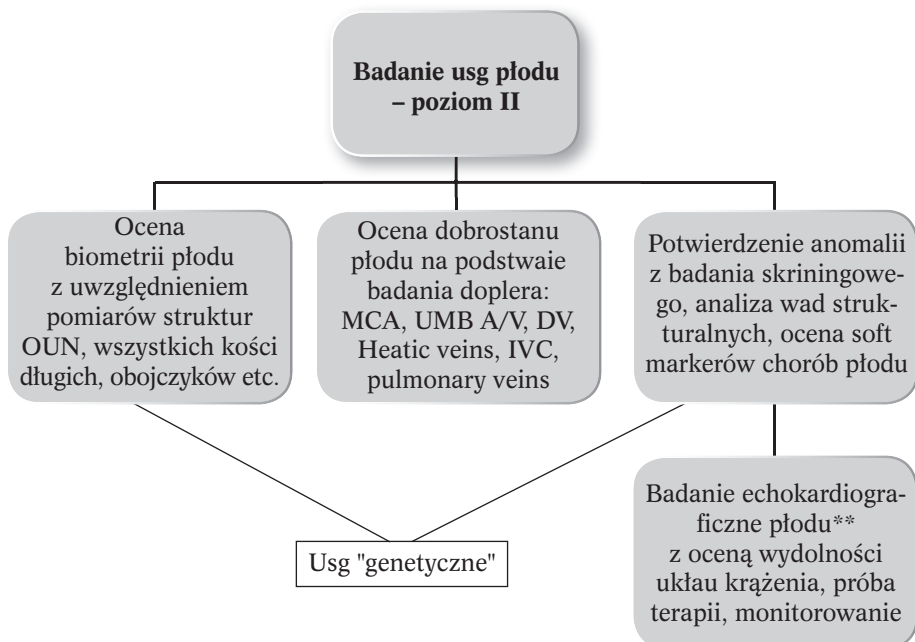 Badanie usg płodu
– poziom II
Ocena
biometrii płodu
z uwzględnieniem
pomiarów struktur
OUN, wszystkich kości
długich, obojczyków etc.
Ocena dobrostanu
płodu na podstwaie
badania doplera:
MCA, UMB A/V, DV,
Heatic veins, IVC,
pulmonary veins
Potwierdzenie anomalii
z badania skriningowe-
go, analiza wad struk-
turalnych, ocena soft
markerów chorób płodu
Usg "genetyczne"
Badanie echokardiogra-
ficzne płodu**
z oceną wydolności
ukłau krążenia, próba
terapii, monitorowanie